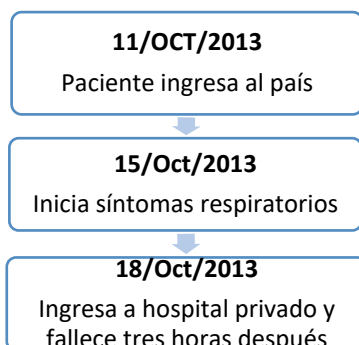 11/OCT/2013
Paciente ingresa al país
15/Oct/2013
Inicia síntomas respiratorios
18/Oct/2013
Ingresa a hospital privado y
fallece tres horas después